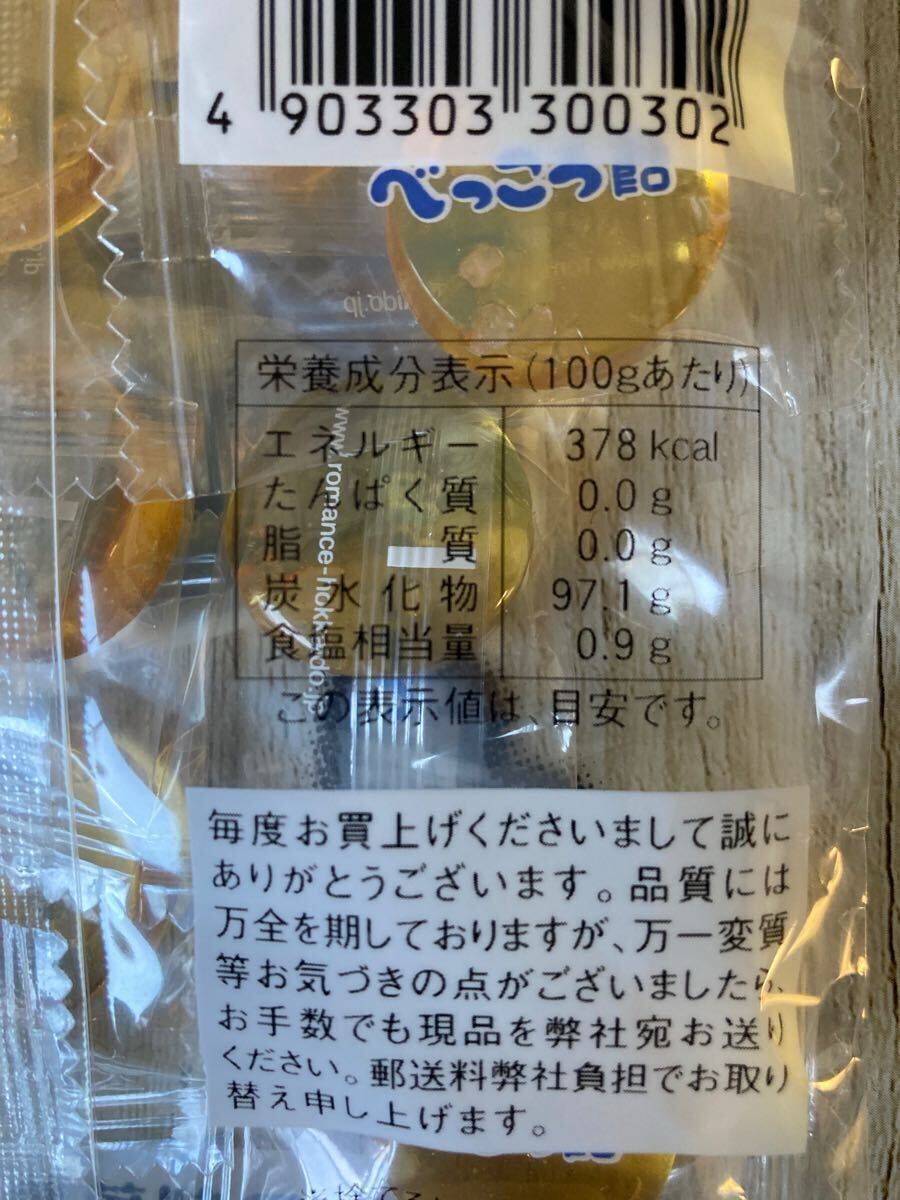 4 903303 300302
べっこう飴
ido.jp
栄養成分表示(100gあたり)
エネルギー 378 kcal
たんぱく質 0.0 g
脂質 0.0 g
炭水化物 97.1 g
食塩相当量 0.9 g
www.romance-hokkaido.jp
この表示値は、目安です。
毎度お買上げくださいまして誠に
ありがとうございます。品質には
万全を期しておりますが、万一変質
等お気づきの点がございましたら、
お手数でも現品を弊社宛お送り
ください。郵送料弊社負担でお取り
替え申し上げます。